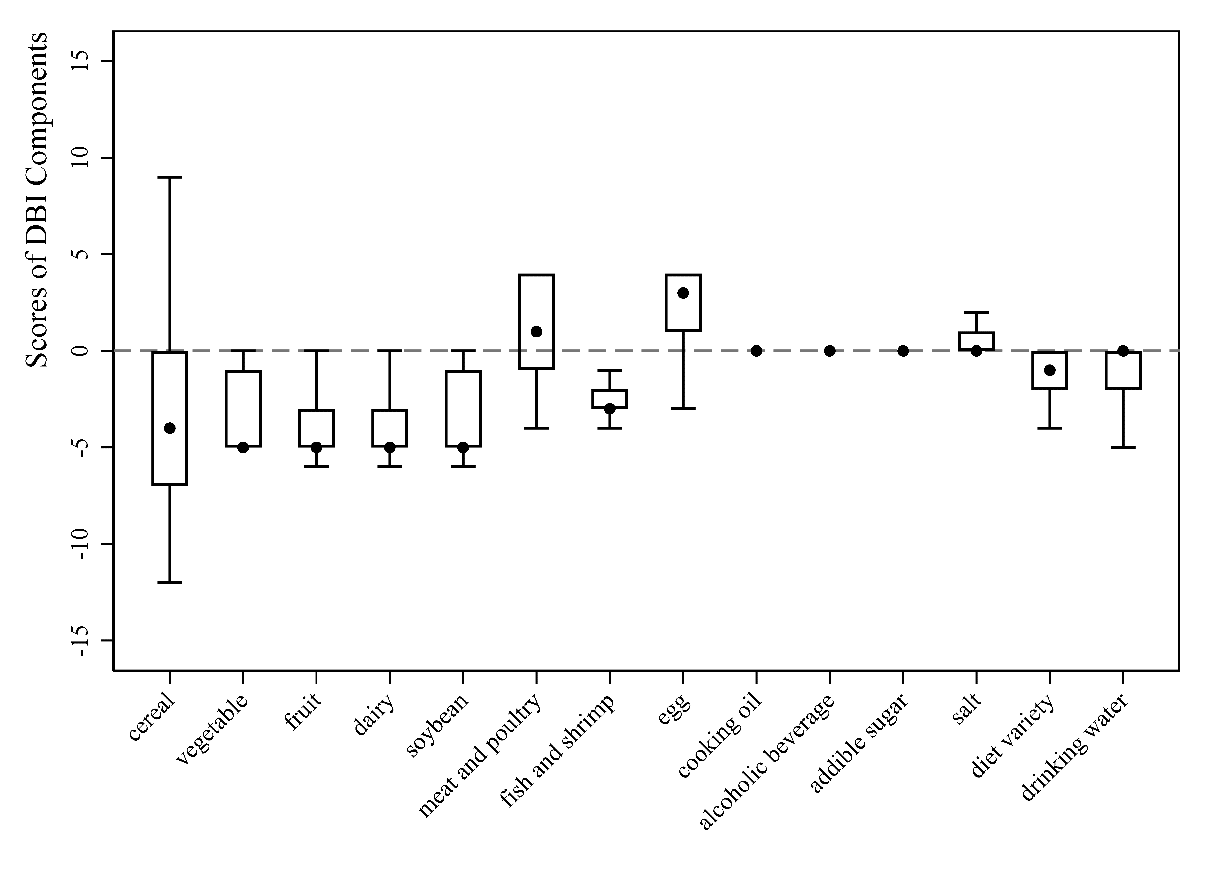 Scores of DBI Components
15
10
5
0
-5
-10
-15
cereal
vegetable
fruit
dairy
soybean
meat and poultry
fish and shrimp
egg
cooking oil
alcoholic beverage
addible sugar
salt
diet variety
drinking water